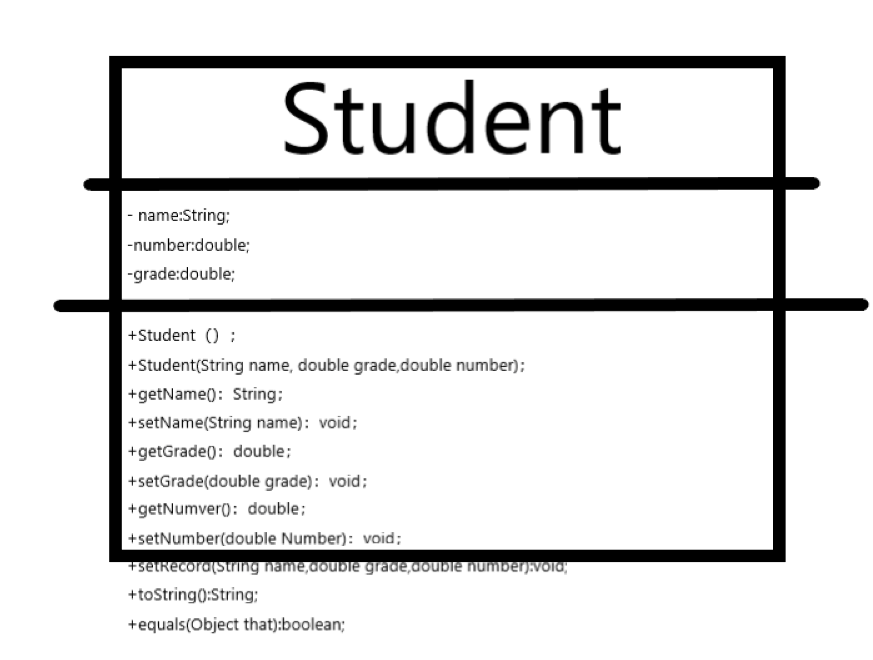 Student
- name:String;
-number:double;
-grade:double;
+Student () ;
+Student(String name, double grade,double number);
+getName(): String;
+setName(String name): void;
+getGrade(): double;
+setGrade(double grade): void;
+getNumver(): double;
+setNumber(double Number): void;
+setRecord(String name,double grade,double number):void;
+toString():String;
+equals(Object that):boolean;